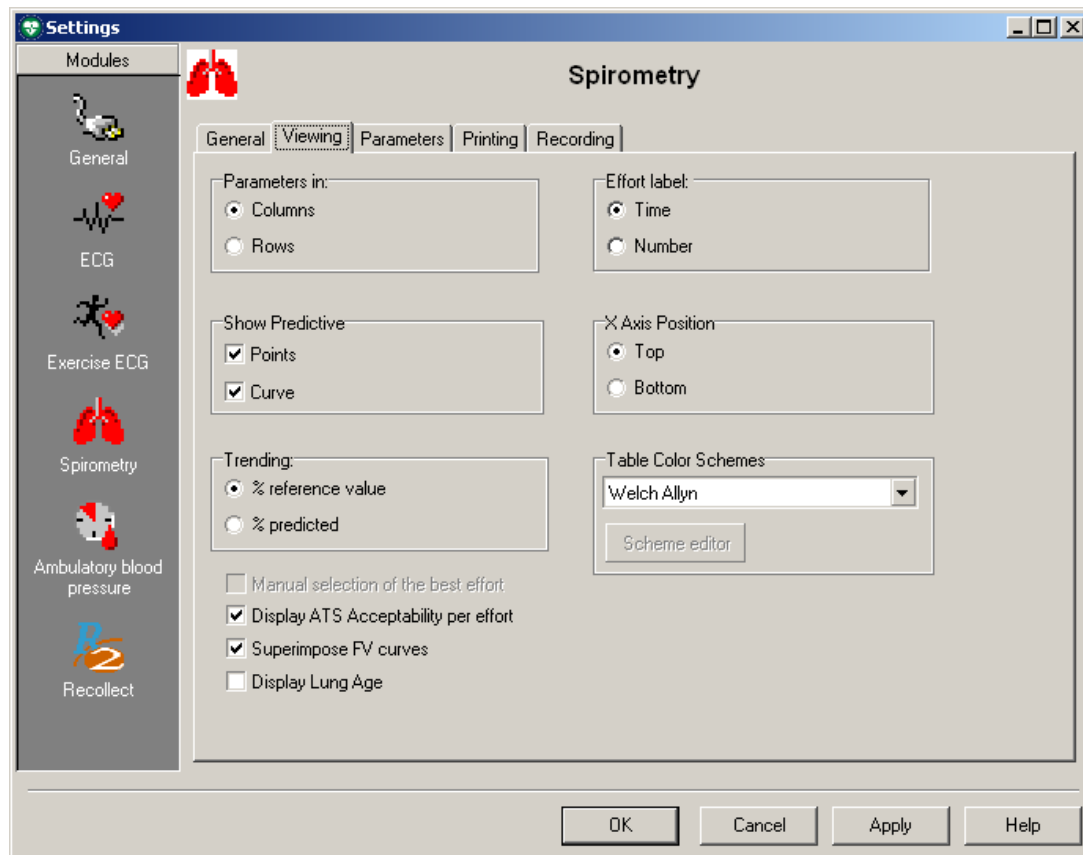 Settings
Modules
General
ECG
Exercise ECG
Spirometry
Ambulatory blood
pressure
R2
Recollect
Spirometry
General Viewing Parameters Printing Recording
Parameters in:
Columns
Rows
Effort label:
Time
Number
Show Predictive
Points
Curve
X Axis Position
Top
Bottom
Trending:
% reference value
% predicted
Table Color Schemes
Welch Allyn
Scheme editor
Manual selection of the best effort
Display ATS Acceptability per effort
Superimpose FV curves
Display Lung Age
OK Cancel Apply Help